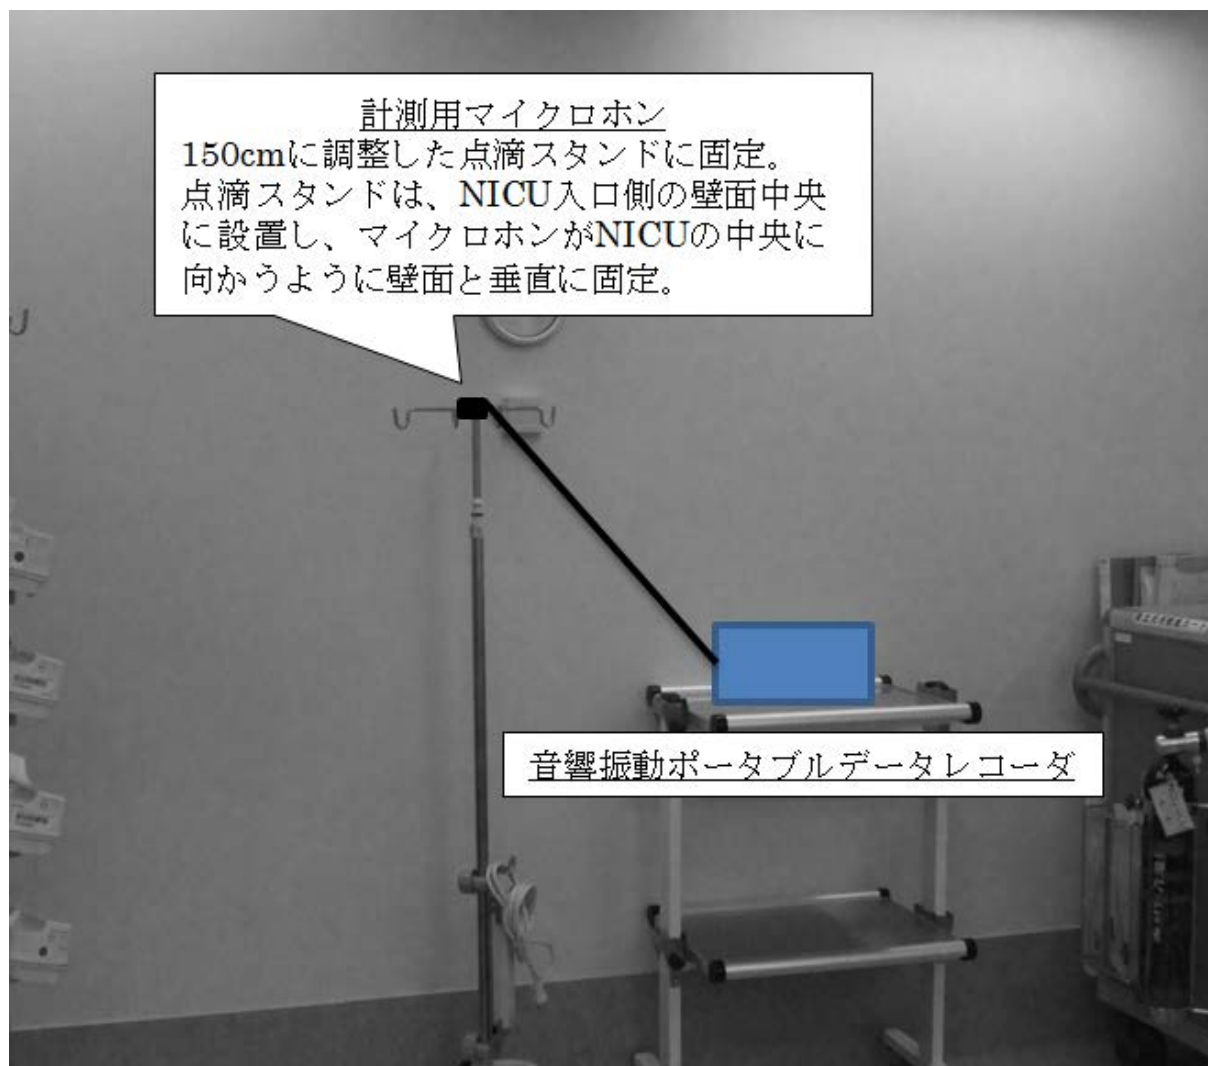 計測用マイクロホン
150cmに調整した点滴スタンドに固定。
点滴スタンドは、NICU入口側の壁面中央
に設置し、マイクロホンがNICUの中央に
向かうように壁面と垂直に固定。
音響振動ポータブルデータレコーダ